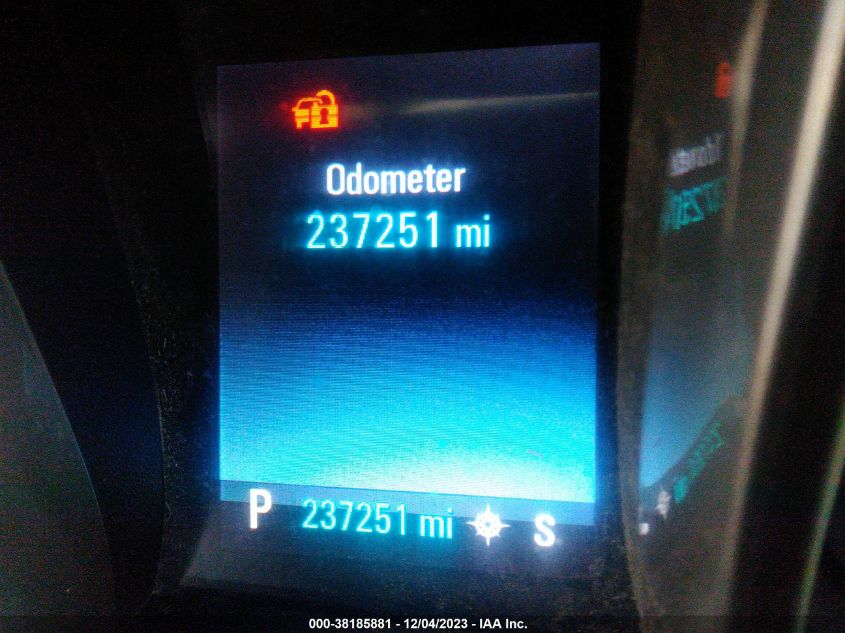 Odometer
237251 mi
P 237251 mi S
000-38185881 - 12/04/2023 - IAA Inc.